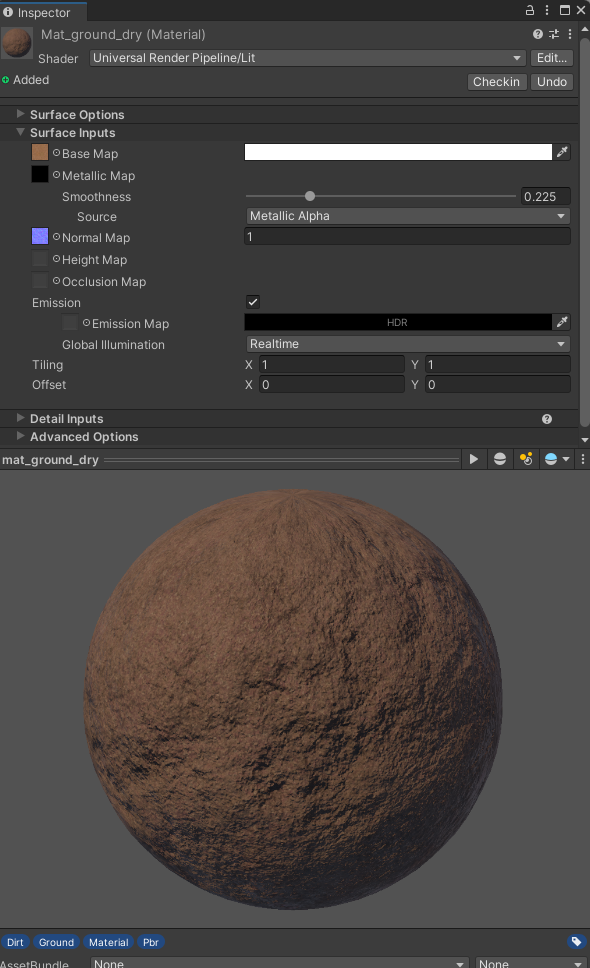 Inspector
Mat_ground_dry (Material)
Shader Universal Render Pipeline/Lit Edit...
Added Checkin Undo
Surface Options
Surface Inputs
Base Map
Metallic Map
Smoothness 0.225
Source Metallic Alpha
Normal Map 1
Height Map
Occlusion Map
Emission
Emission Map HDR
Global Illumination Realtime
Tiling X 1 Y 1
Offset X 0 Y 0
Detail Inputs
Advanced Options
mat_ground_dry
Dirt Ground Material Pbr
AssetBundle None None